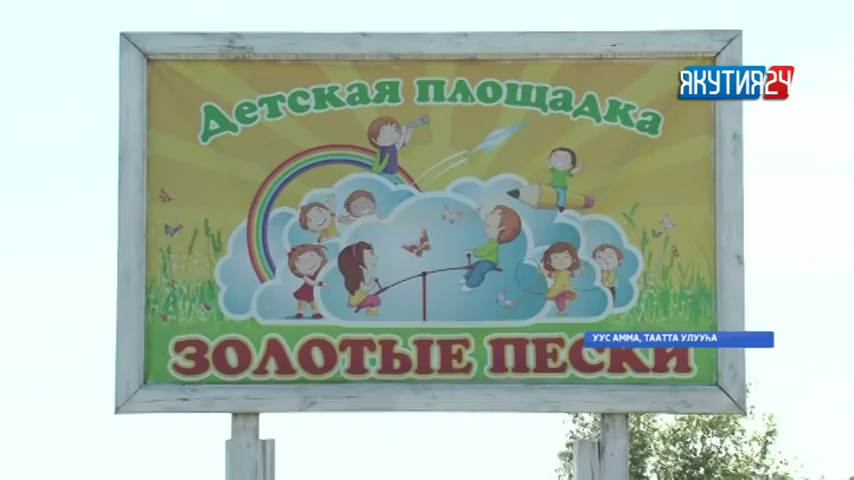 Детская площадка
ЯКУТИЯ24
УУС АММА, ТААТТА УЛУУҺА
ЗОЛОТЫЕ ПЕСКИ